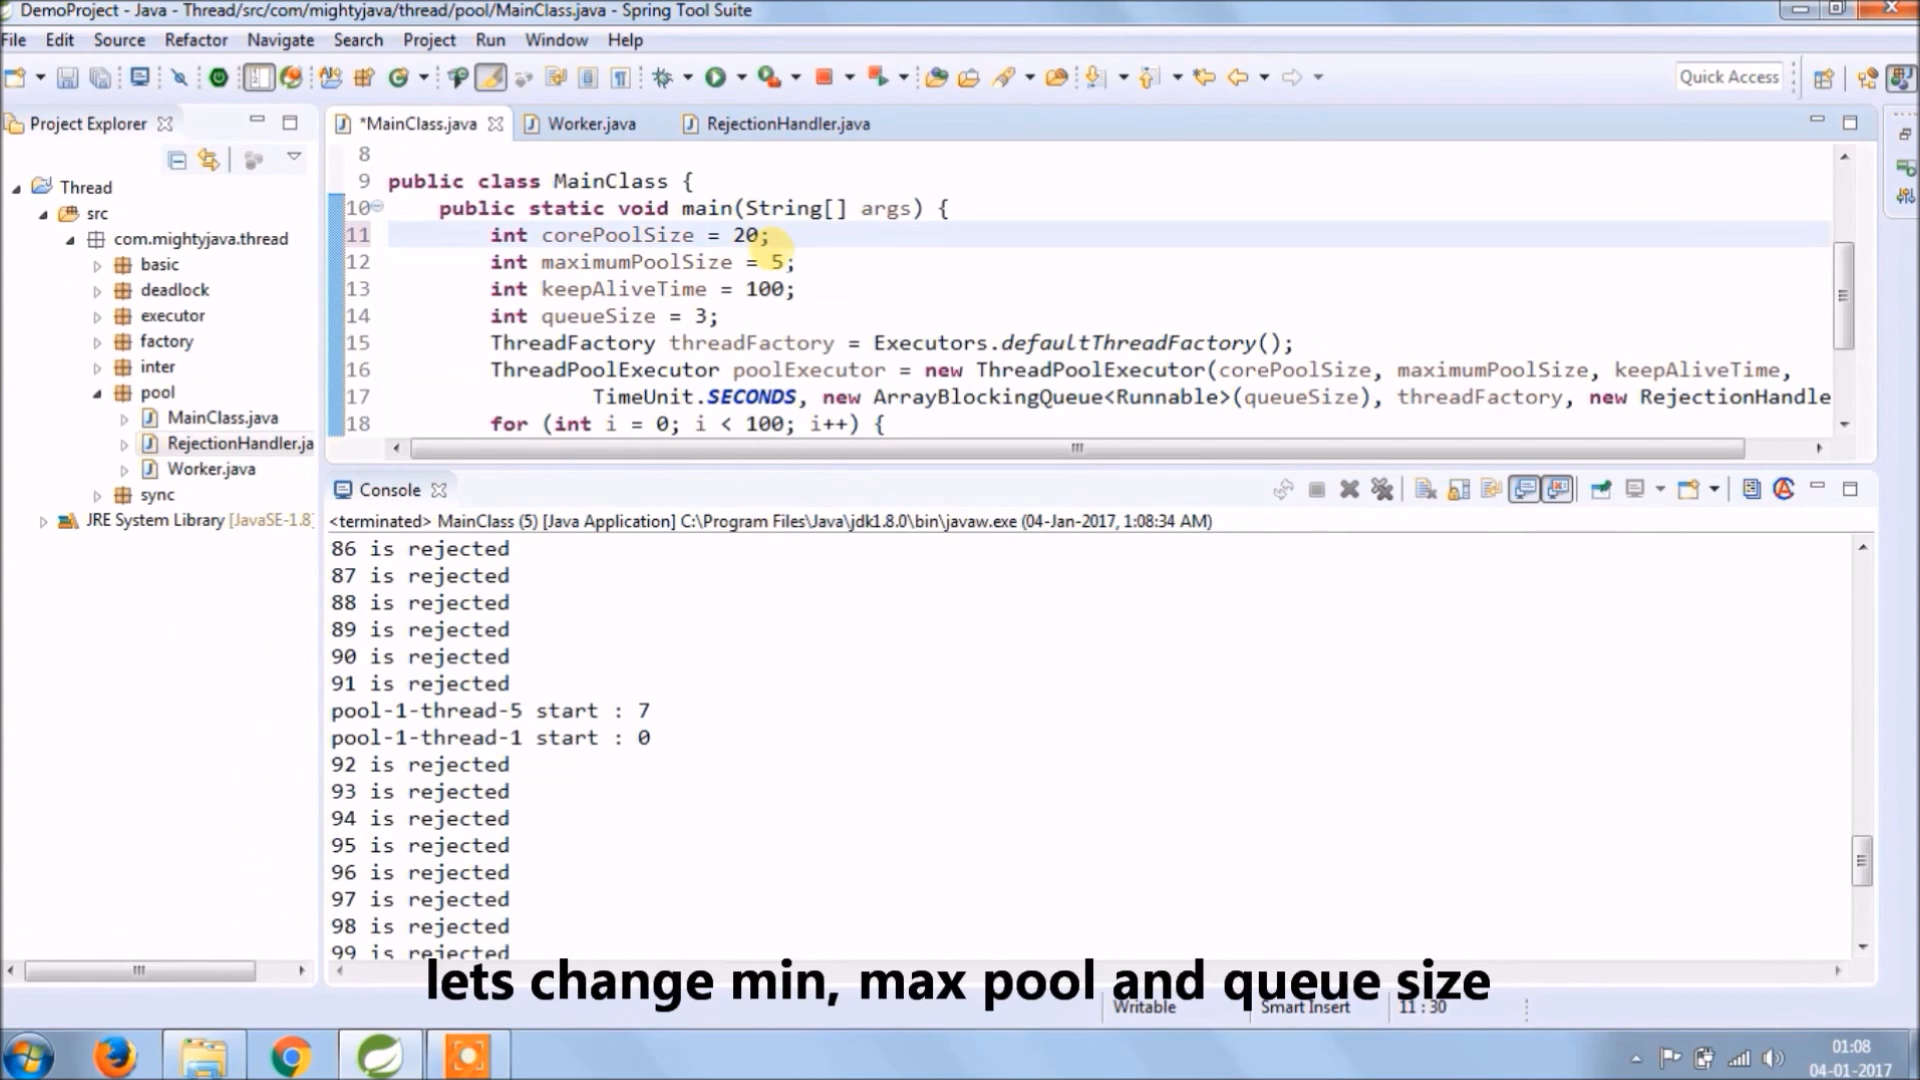 DemoProject - Java - Thread/src/com/mightyjava/thread/pool/MainClass.java - Spring Tool Suite
File Edit Source Refactor Navigate Search Project Run Window Help
Quick Access
Project Explorer
*MainClass.java Worker.java RejectionHandler.java
Thread
src
com.mightyjava.thread
basic
deadlock
executor
factory
inter
pool
MainClass.java
RejectionHandler.ja
Worker.java
sync
JRE System Library [JavaSE-1.8]
8
9 public class MainClass {
10 public static void main(String[] args) {
11 int corePoolSize = 20;
12 int maximumPoolSize = 5;
13 int keepAliveTime = 100;
14 int queueSize = 3;
15 ThreadFactory threadFactory = Executors.defaultThreadFactory();
16 ThreadPoolExecutor poolExecutor = new ThreadPoolExecutor(corePoolSize, maximumPoolSize, keepAliveTime,
17 TimeUnit.SECONDS, new ArrayBlockingQueue<Runnable>(queueSize), threadFactory, new RejectionHandle
18 for (int i = 0; i < 100; i++) {
Console
<terminated> MainClass (5) [Java Application] C:\Program Files\Java\jdk1.8.0\bin\javaw.exe (04-Jan-2017, 1:08:34 AM)
86 is rejected
87 is rejected
88 is rejected
89 is rejected
90 is rejected
91 is rejected
pool-1-thread-5 start : 7
pool-1-thread-1 start : 0
92 is rejected
93 is rejected
94 is rejected
95 is rejected
96 is rejected
97 is rejected
98 is rejected
99 is rejected
lets change min, max pool and queue size
Writable Smart Insert 11 : 30
01:08
04-01-2017